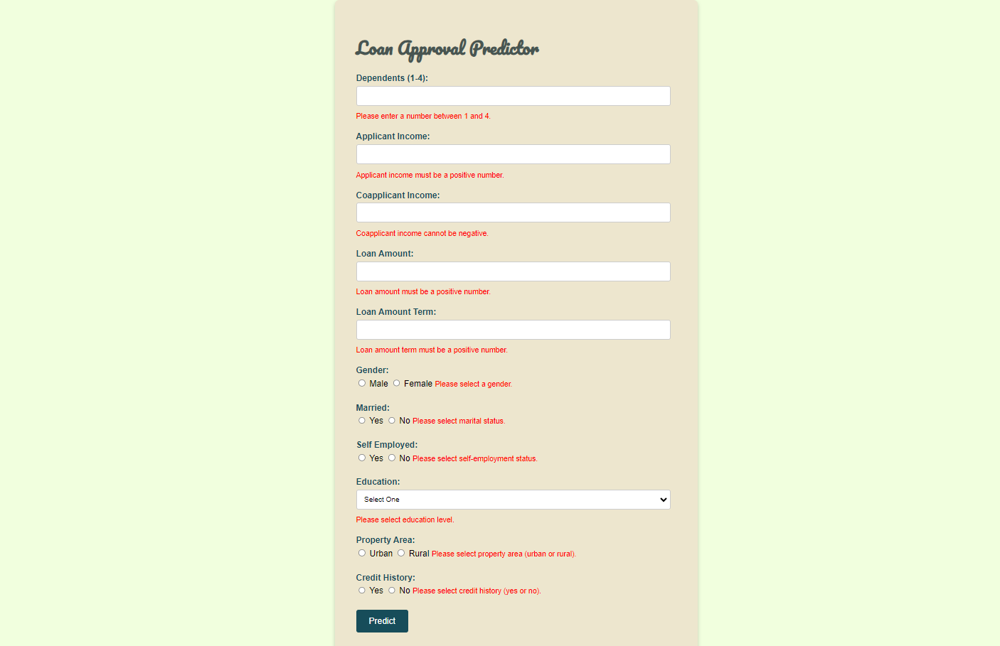 Loan Approval Predictor
Dependents (1-4):
Please enter a number between 1 and 4.
Applicant Income:
Applicant income must be a positive number.
Coapplicant Income:
Coapplicant income cannot be negative.
Loan Amount:
Loan amount must be a positive number.
Loan Amount Term:
Loan amount term must be a positive number.
Gender:
Male Female Please select a gender.
Married:
Yes No Please select marital status.
Self Employed:
Yes No Please select self-employment status.
Education:
Select One
Please select education level.
Property Area:
Urban Rural Please select property area (urban or rural).
Credit History:
Yes No Please select credit history (yes or no).
Predict